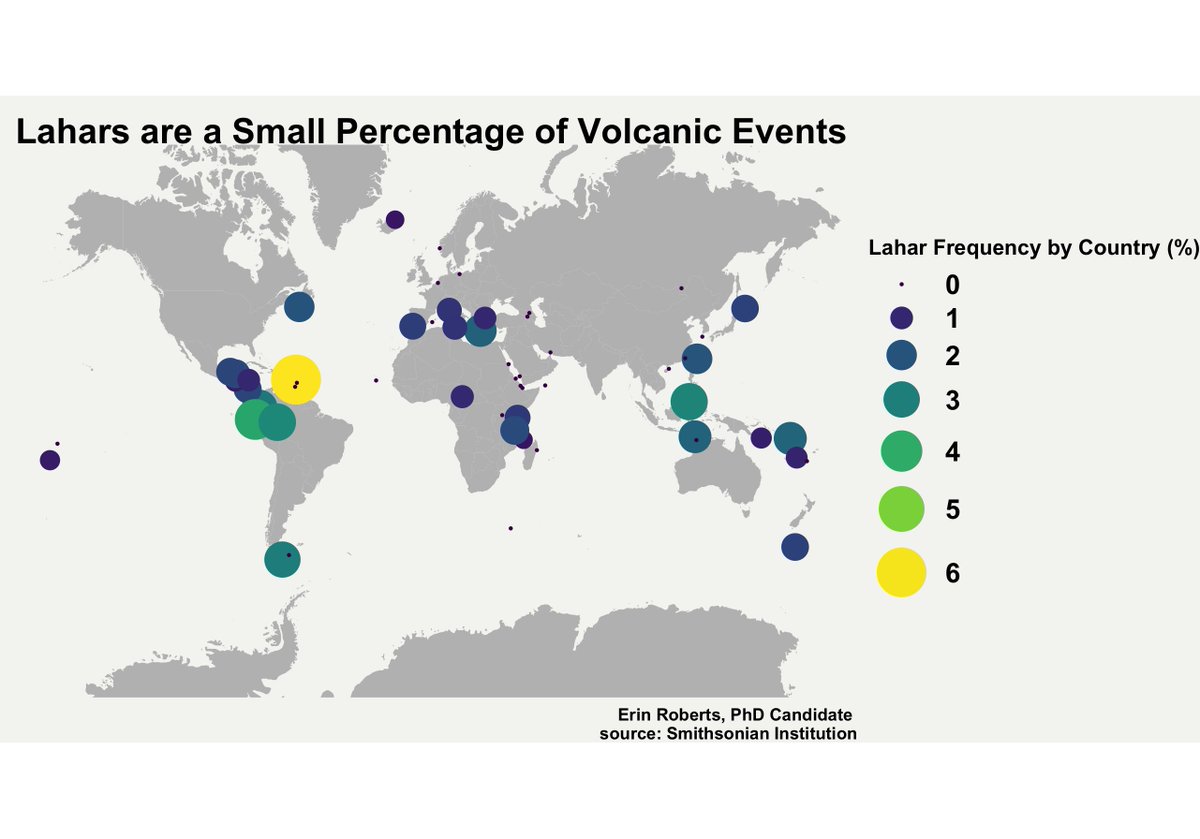 Lahars are a Small Percentage of Volcanic Events
Lahar Frequency by Country (%)
0
1
2
3
4
5
6
Erin Roberts, PhD Candidate
source: Smithsonian Institution